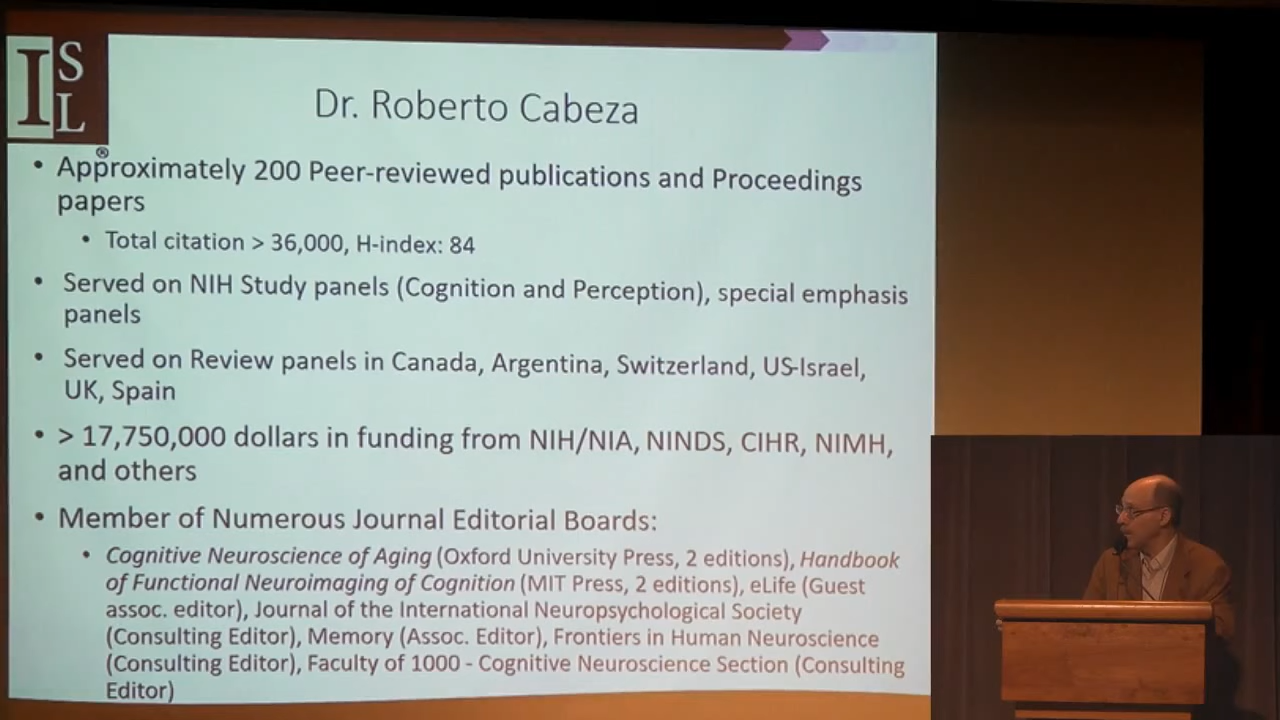 I S L
®
Dr. Roberto Cabeza
• Approximately 200 Peer-reviewed publications and Proceedings
papers
• Total citation > 36,000, H-index: 84
• Served on NIH Study panels (Cognition and Perception), special emphasis
panels
• Served on Review panels in Canada, Argentina, Switzerland, US-Israel,
UK, Spain
• > 17,750,000 dollars in funding from NIH/NIA, NINDS, CIHR, NIMH,
and others
• Member of Numerous Journal Editorial Boards:
• Cognitive Neuroscience of Aging (Oxford University Press, 2 editions), Handbook
of Functional Neuroimaging of Cognition (MIT Press, 2 editions), eLife (Guest
assoc. editor), Journal of the International Neuropsychological Society
(Consulting Editor), Memory (Assoc. Editor), Frontiers in Human Neuroscience
(Consulting Editor), Faculty of 1000 - Cognitive Neuroscience Section (Consulting
Editor)